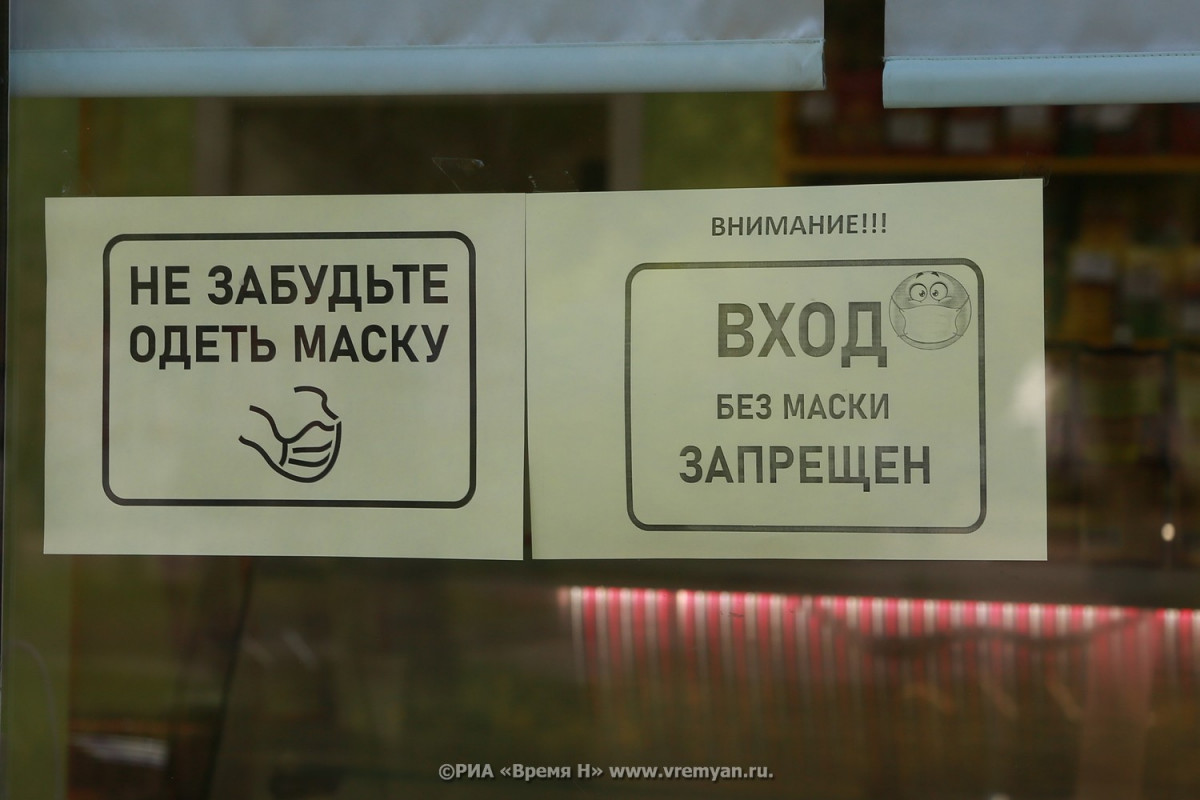 НЕ ЗАБУДЬТЕ
ОДЕТЬ МАСКУ
ВНИМАНИЕ!!!
ВХОД
БЕЗ МАСКИ
ЗАПРЕЩЕН
©РИА «Время Н» www.vremyan.ru.